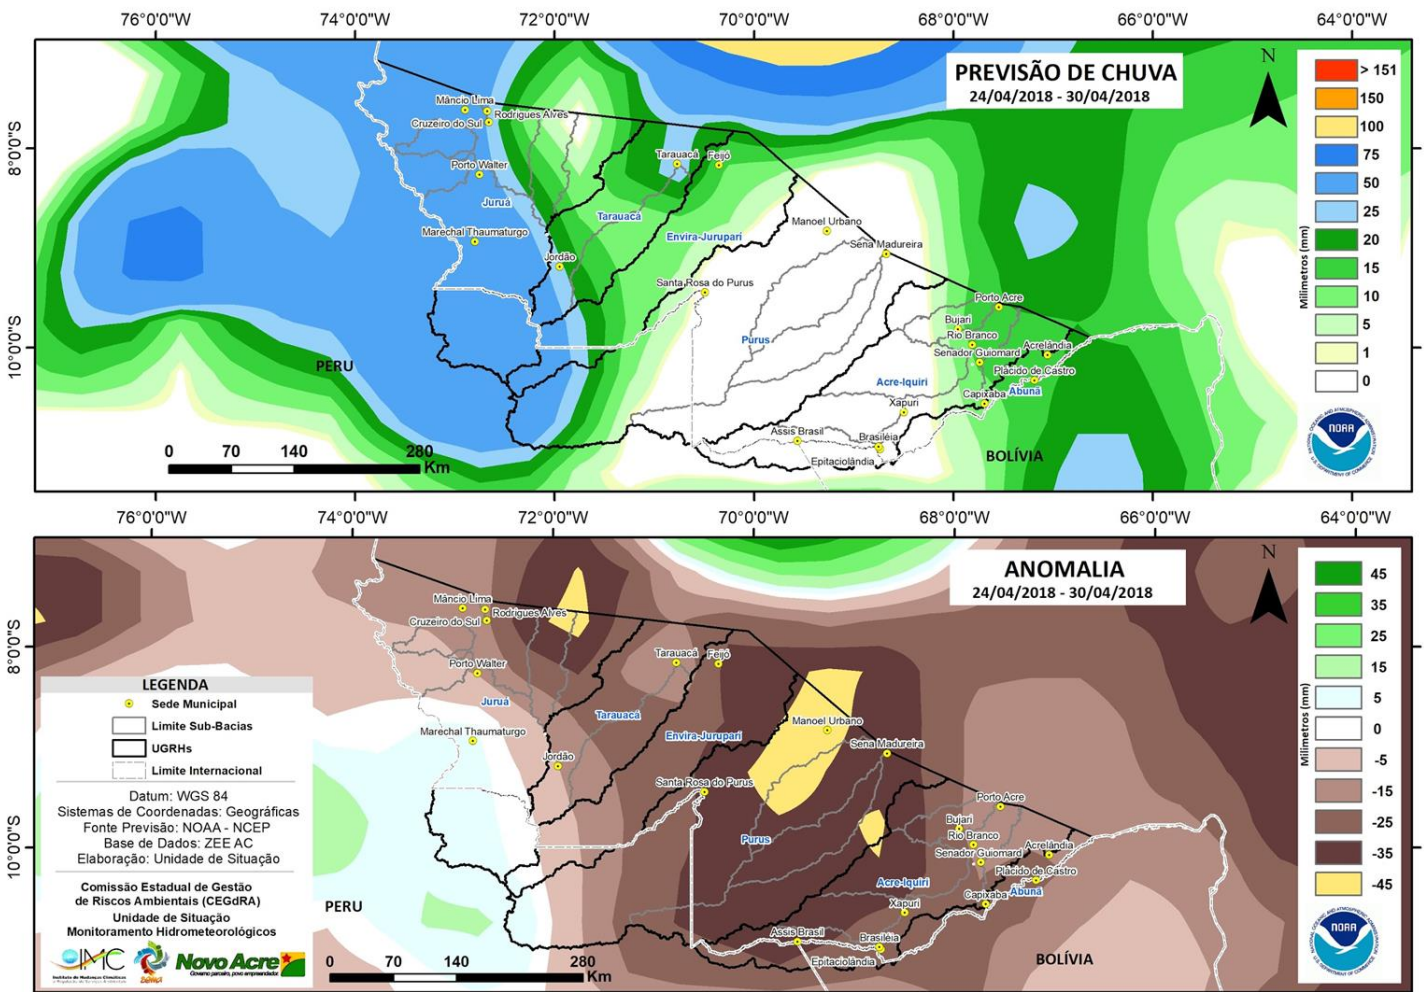 76°0'0"W 74°0'0"W 72°0'0"W 70°0'0"W 68°0'0"W 66°0'0"W 64°0'0"W
PREVISÃO DE CHUVA
24/04/2018 - 30/04/2018
N
8°0'0"S
10°0'0"S
Milimetros (mm)
> 151
150
100
75
50
25
20
15
10
5
1
0
Mâncio Lima
Rodrigues Alves
Cruzeiro do Sul
Porto Walter
Juruá
Marechal Thaumaturgo
Jordão
Tarauacá
Feijó
Tarauacá
Envira-Jurupari
Manoel Urbano
Sena Madureira
Santa Rosa do Purus
Purus
Porto Acre
Bujari
Rio Branco
Senador Guiomard
Acrelândia
Plácido de Castro
Acre-Iquiri
Abunã
Capixaba
Xapuri
Assis Brasil
Brasiléia
Epitaciolândia
PERU
BOLÍVIA
0 70 140 280
Km
NOAA
76°0'0"W 74°0'0"W 72°0'0"W 70°0'0"W 68°0'0"W 66°0'0"W 64°0'0"W
ANOMALIA
24/04/2018 - 30/04/2018
N
8°0'0"S
10°0'0"S
Milimetros (mm)
45
35
25
15
5
0
-5
-15
-25
-35
-45
Mâncio Lima
Rodrigues Alves
Cruzeiro do Sul
Porto Walter
Juruá
Marechal Thaumaturgo
Jordão
Tarauacá
Feijó
Tarauacá
Envira-Jurupari
Manoel Urbano
Sena Madureira
Santa Rosa do Purus
Purus
Porto Acre
Bujari
Rio Branco
Senador Guiomard
Acrelândia
Plácido de Castro
Acre-Iquiri
Abunã
Capixaba
Xapuri
Assis Brasil
Brasiléia
Epitaciolândia
PERU
BOLÍVIA
0 70 140 280
Km
NOAA
LEGENDA
Sede Municipal
Limite Sub-Bacias
UGRHs
Limite Internacional
Datum: WGS 84
Sistemas de Coordenadas: Geográficas
Fonte Previsão: NOAA - NCEP
Base de Dados: ZEE AC
Elaboração: Unidade de Situação
Comissão Estadual de Gestão
de Riscos Ambientais (CEGdRA)
Unidade de Situação
Monitoramento Hidrometeorológicos
IMC
Novo Acre